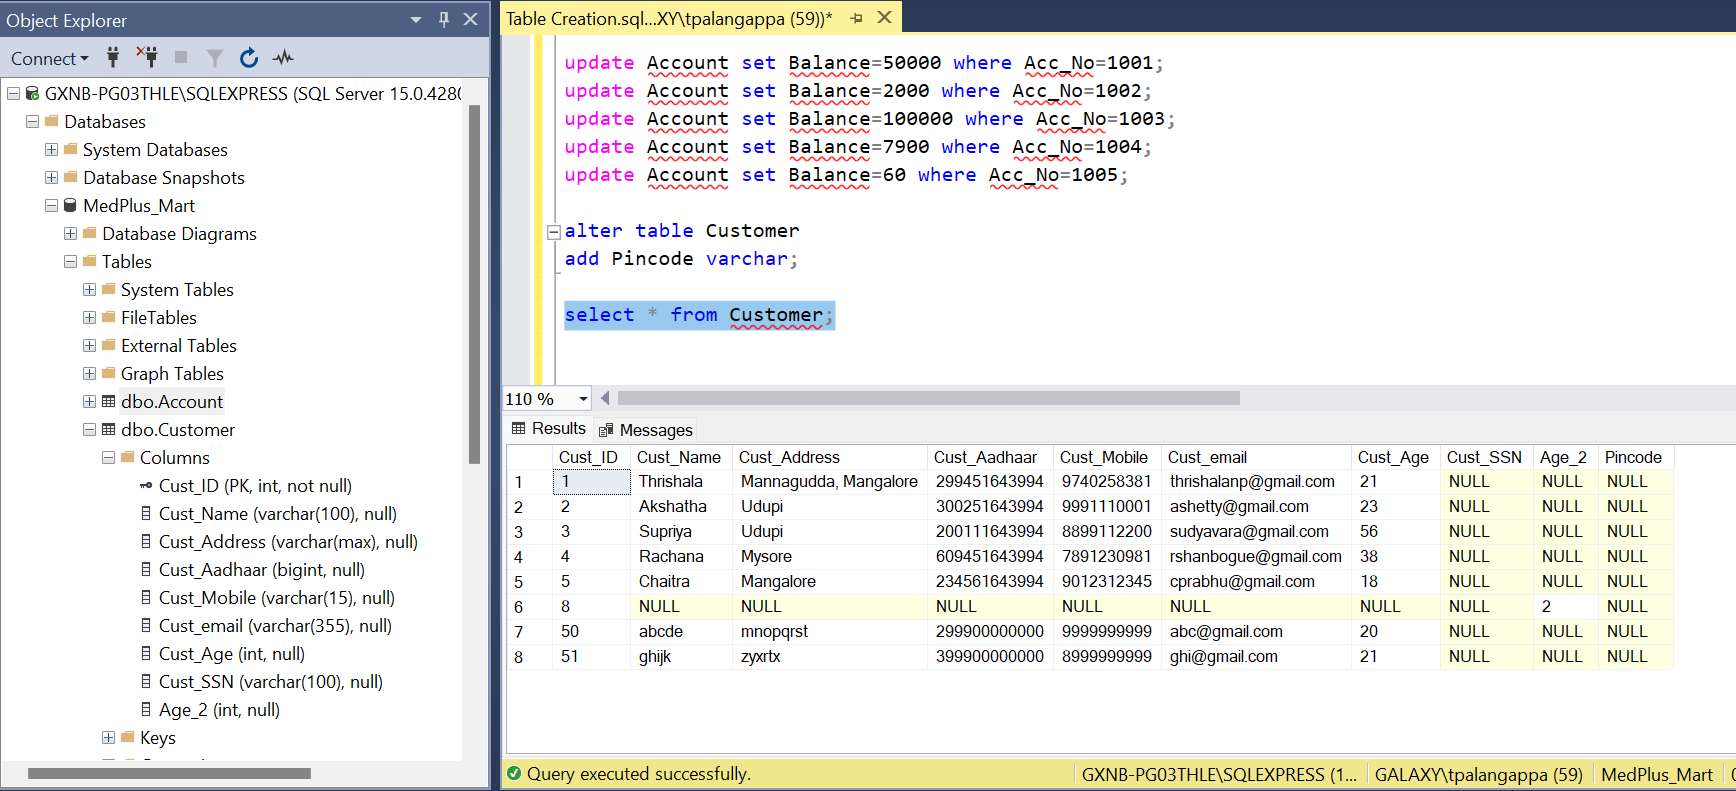 Object Explorer
Connect
GXNB-PG03THLE\SQLEXPRESS (SQL Server 15.0.4280
Databases
System Databases
Database Snapshots
MedPlus_Mart
Database Diagrams
Tables
System Tables
FileTables
External Tables
Graph Tables
dbo.Account
dbo.Customer
Columns
Cust_ID (PK, int, not null)
Cust_Name (varchar(100), null)
Cust_Address (varchar(max), null)
Cust_Aadhaar (bigint, null)
Cust_Mobile (varchar(15), null)
Cust_email (varchar(355), null)
Cust_Age (int, null)
Cust_SSN (varchar(100), null)
Age_2 (int, null)
Keys
Table Creation.sql...XY\tpalangappa (59))*
update Account set Balance=50000 where Acc_No=1001;
update Account set Balance=2000 where Acc_No=1002;
update Account set Balance=100000 where Acc_No=1003;
update Account set Balance=7900 where Acc_No=1004;
update Account set Balance=60 where Acc_No=1005;
alter table Customer
add Pincode varchar;
select * from Customer;
110 %
Results Messages
Cust_ID Cust_Name Cust_Address Cust_Aadhaar Cust_Mobile Cust_email Cust_Age Cust_SSN Age_2 Pincode
1 1 Thrishala Mannagudda, Mangalore 299451643994 9740258381 thrishalanp@gmail.com 21 NULL NULL NULL
2 2 Akshatha Udupi 300251643994 9991110001 ashetty@gmail.com 23 NULL NULL NULL
3 3 Supriya Udupi 200111643994 8899112200 sudyavara@gmail.com 56 NULL NULL NULL
4 4 Rachana Mysore 609451643994 7891230981 rshanbogue@gmail.com 38 NULL NULL NULL
5 5 Chaitra Mangalore 234561643994 9012312345 cprabhu@gmail.com 18 NULL NULL NULL
6 8 NULL NULL NULL NULL NULL NULL NULL 2 NULL
7 50 abcde mnopqrst 299900000000 9999999999 abc@gmail.com 20 NULL NULL NULL
8 51 ghijk zyxrtx 399900000000 8999999999 ghi@gmail.com 21 NULL NULL NULL
Query executed successfully. GXNB-PG03THLE\SQLEXPRESS (1... GALAXY\tpalangappa (59) MedPlus_Mart